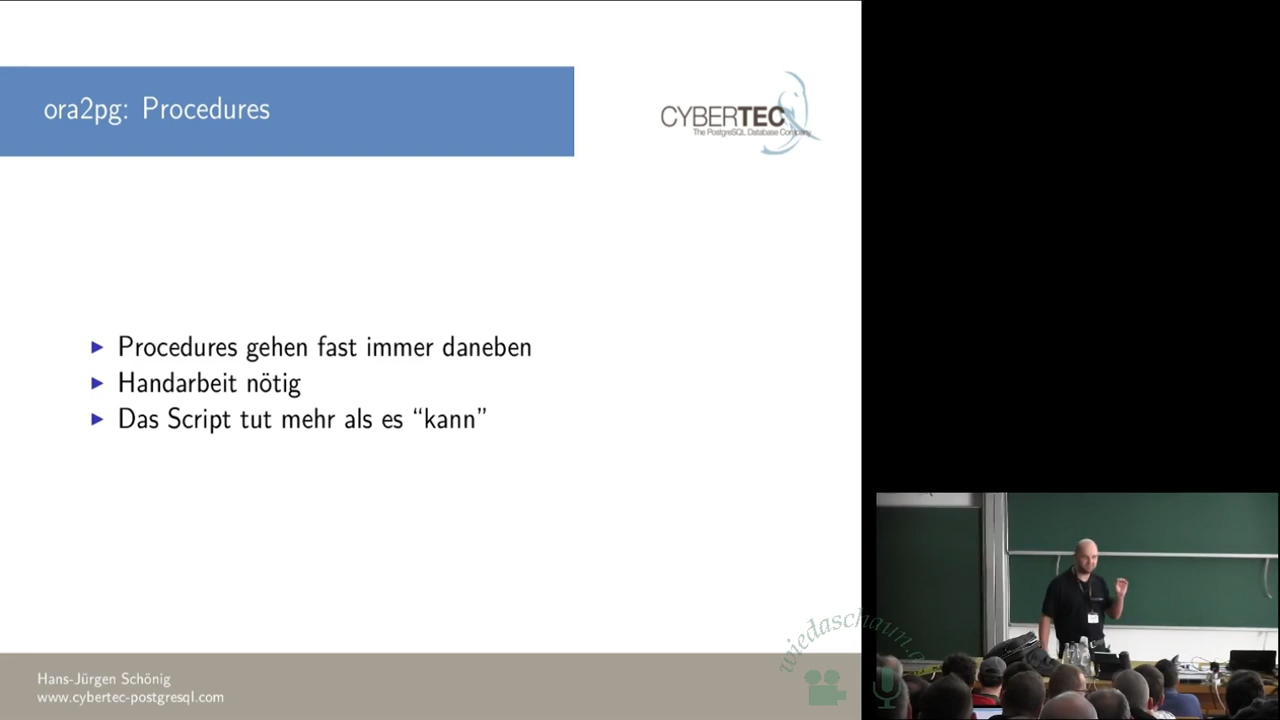 ora2pg: Procedures
CYBERTEC
The PostgreSQL Database Company
▶ Procedures gehen fast immer daneben
▶ Handarbeit nötig
▶ Das Script tut mehr als es “kann”
Hans-Jürgen Schönig
www.cybertec-postgresql.com